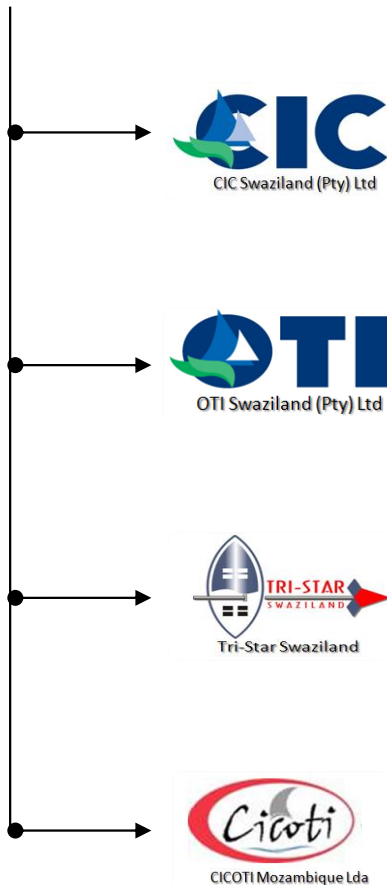 CIC
CIC Swaziland (Pty) Ltd
OTI
OTI Swaziland (Pty) Ltd
TRI-STAR
SWAZILAND
Tri-Star Swaziland
Cicoti
CICOTI Mozambique Lda